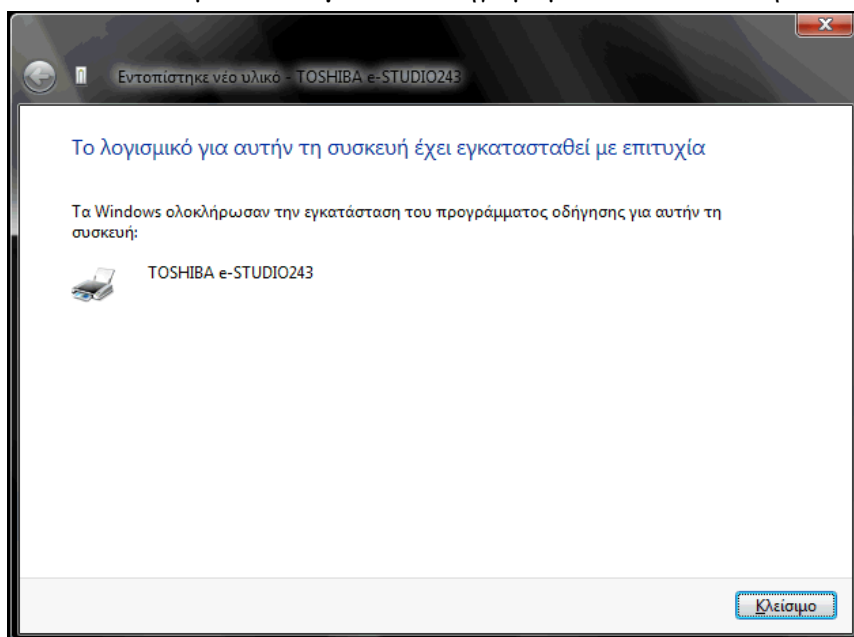 Εντοπίστηκε νέο υλικό - TOSHIBA e-STUDIO243
Το λογισμικό για αυτήν τη συσκευή έχει εγκατασταθεί με επιτυχία
Τα Windows ολοκλήρωσαν την εγκατάσταση του προγράμματος οδήγησης για αυτήν τη
συσκευή:
TOSHIBA e-STUDIO243
Κλείσιμο